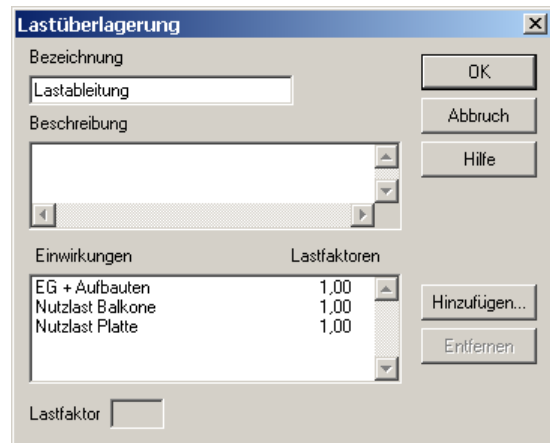 Lastüberlagerung
Bezeichnung
Lastableitung
Beschreibung
OK
Abbruch
Hilfe
Einwirkungen Lastfaktoren
EG + Aufbauten 1,00
Nutzlast Balkone 1,00
Nutzlast Platte 1,00
Hinzufügen...
Entfernen
Lastfaktor